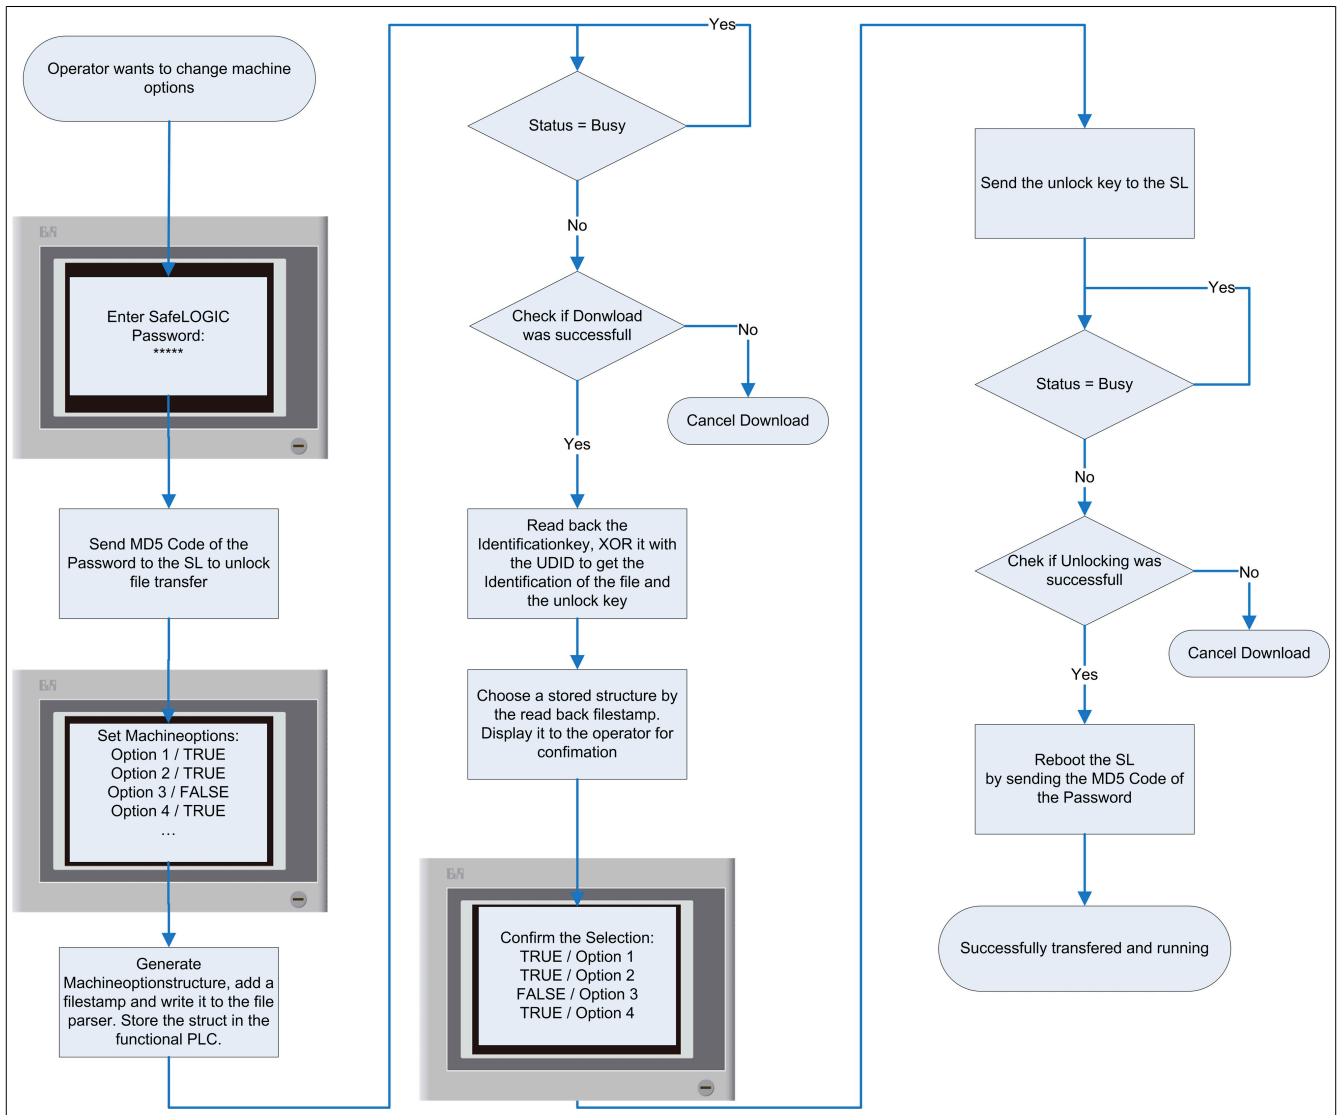 Operator wants to change machine
options
B&R
Enter SafeLOGIC
Password:
*****
Send MD5 Code of the
Password to the SL to unlock
file transfer
B&R
Set Machineoptions:
Option 1 / TRUE
Option 2 / TRUE
Option 3 / FALSE
Option 4 / TRUE
…
Generate
Machineoptionstructure, add a
filestamp and write it to the file
parser. Store the struct in the
functional PLC.
Yes
Status = Busy
No
Check if Donwload
was successfull
No
Cancel Download
Yes
Read back the
Identificationkey, XOR it with
the UDID to get the
Identification of the file and
the unlock key
Choose a stored structure by
the read back filestamp.
Display it to the operator for
confimation
B&R
Confirm the Selection:
TRUE / Option 1
TRUE / Option 2
FALSE / Option 3
TRUE / Option 4
Send the unlock key to the SL
Yes
Status = Busy
No
Chek if Unlocking was
successfull
No
Cancel Download
Yes
Reboot the SL
by sending the MD5 Code of
the Password
Successfully transfered and running